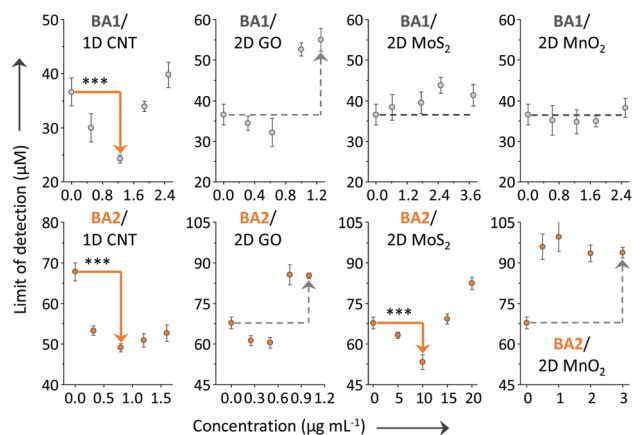 Limit of detection (µM)
BA1/
1D CNT
50
40
30
20
***
0.0 0.8 1.6 2.4
BA1/
2D GO
60
50
40
30
20
0.0 0.4 0.8 1.2
BA1/
2D MoS2
60
50
40
30
20
0.0 1.2 2.4 3.6
BA1/
2D MnO2
60
50
40
30
20
0.0 0.8 1.6 2.4
BA2/
1D CNT
80
70
60
50
40
***
0.0 0.5 1.0 1.5
BA2/
2D GO
105
90
75
60
45
0.0 0.3 0.6 0.9 1.2
BA2/
2D MoS2
105
90
75
60
45
***
0 5 10 15 20
105
90
75
60
45
BA2/
2D MnO2
0 1 2 3
Concentration (µg mL-1)